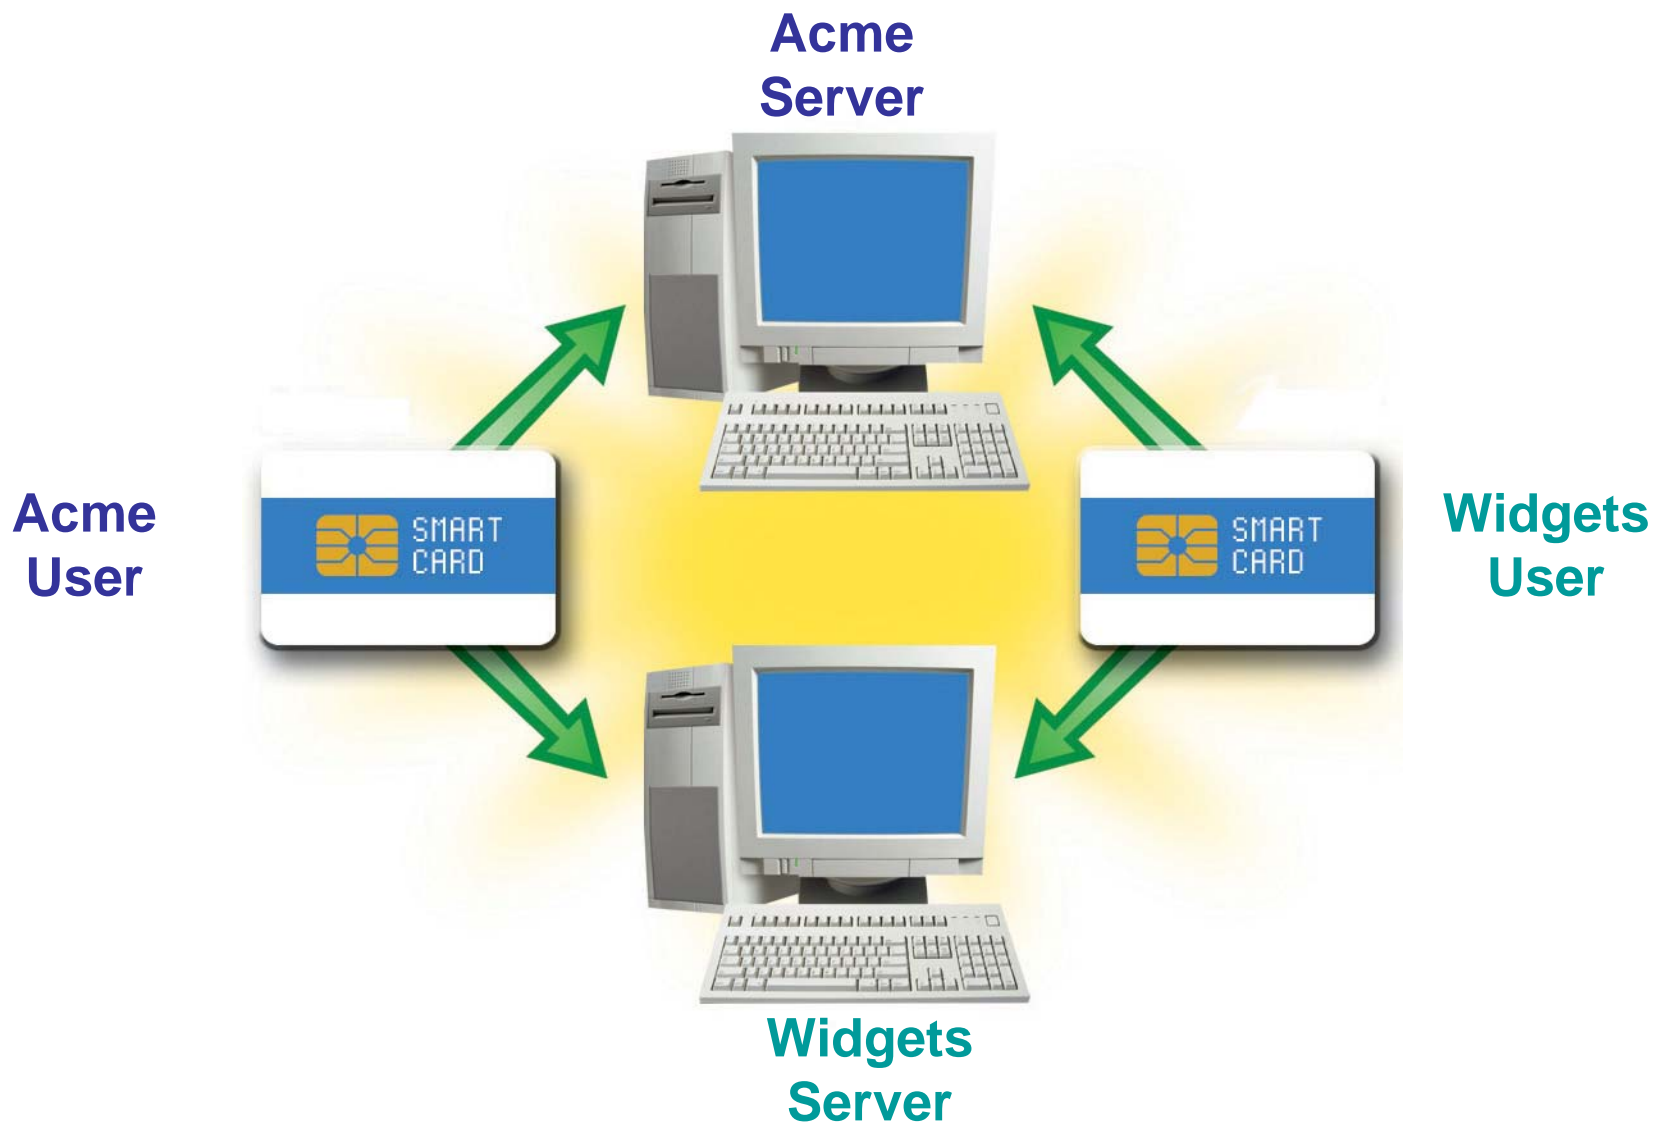 Acme
Server
Acme
User
SMART
CARD
SMART
CARD
Widgets
User
Widgets
Server